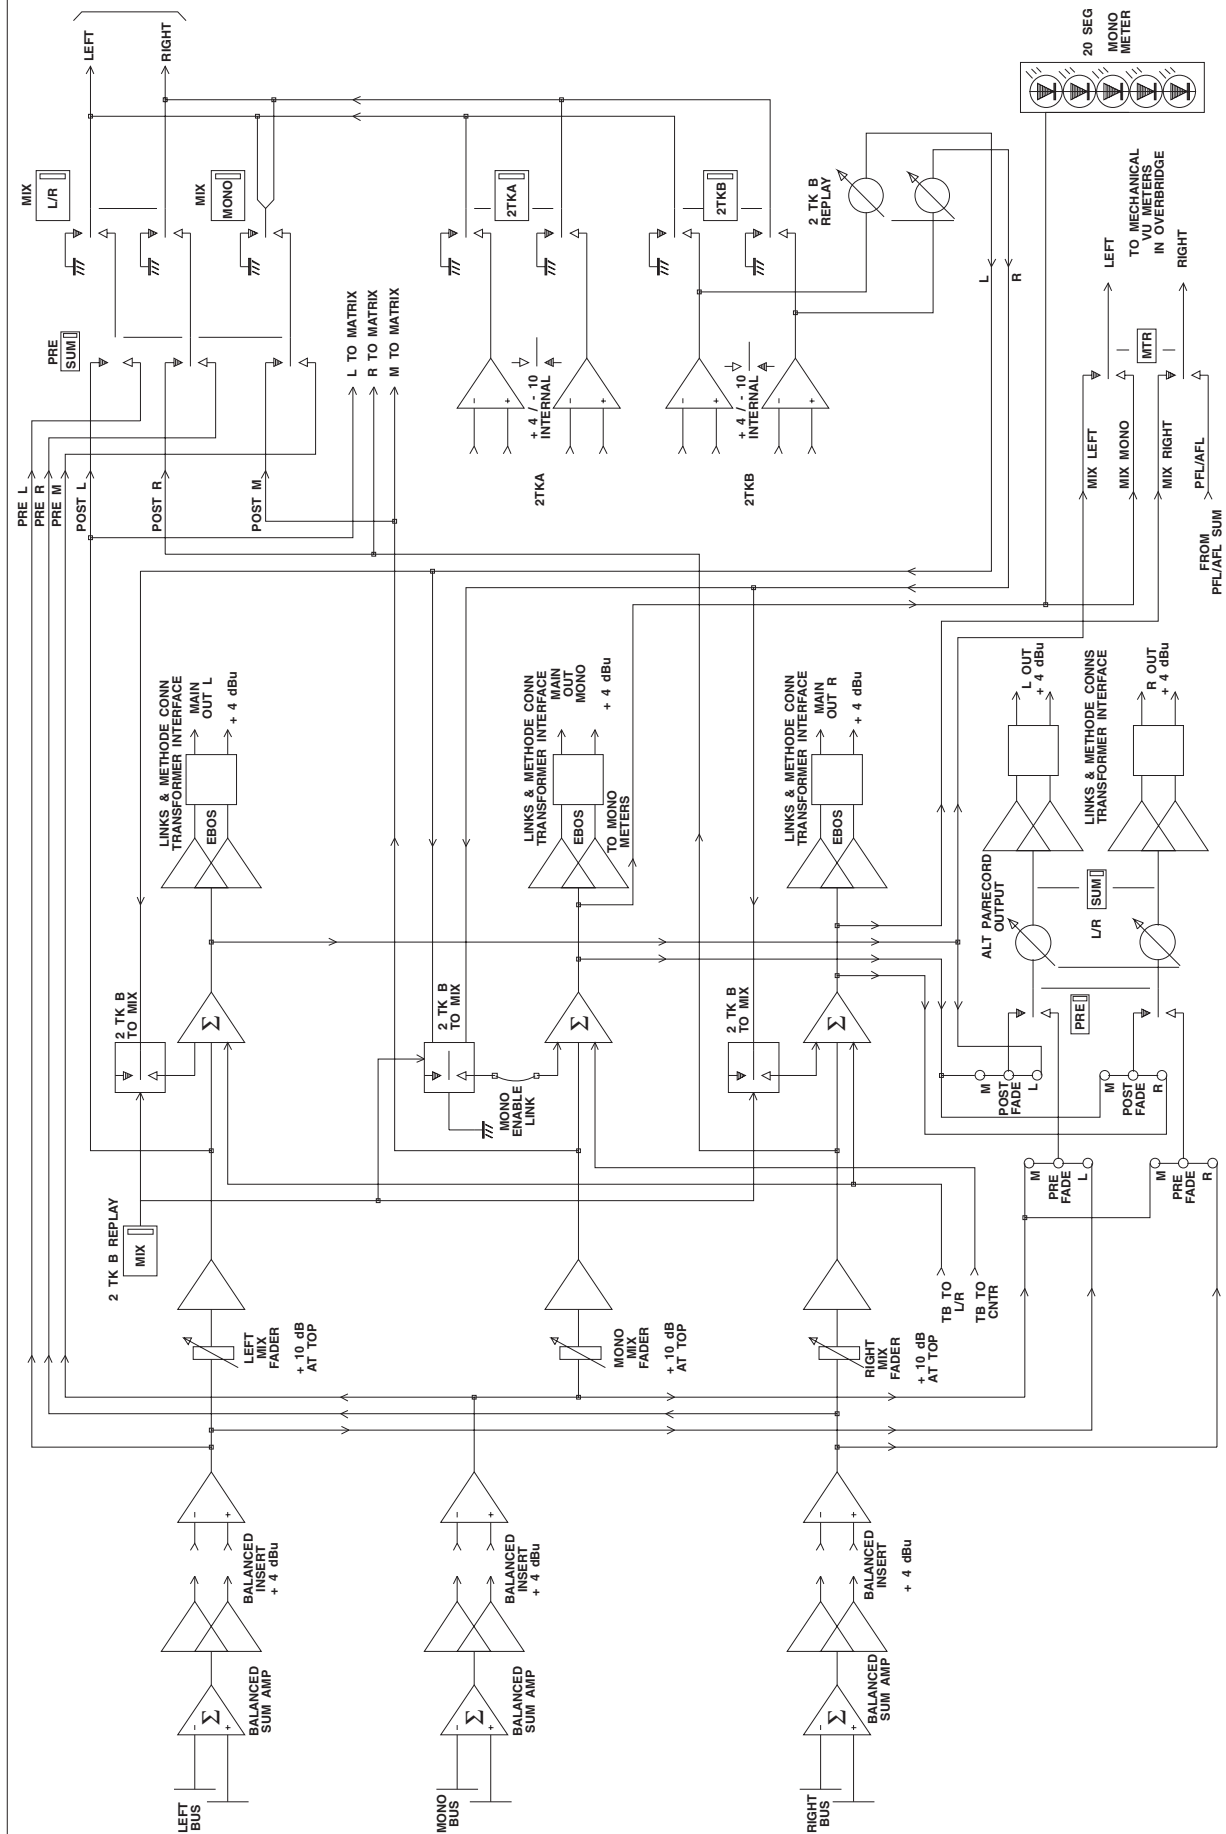 LEFT
RIGHT
20 SEG
MONO
METER
MIX
L/R
MIX
MONO
2TKA
2TKB
2 TK B
REPLAY
TO MECHANICAL
VU METERS
IN OVERBRIDGE
LEFT
RIGHT
PRE
SUM
L TO MATRIX
R TO MATRIX
M TO MATRIX
+ 4 / - 10
INTERNAL
-
+
-
+
2TKA
+ 4 / - 10
INTERNAL
-
+
-
+
2TKB
L
R
MTR
PRE L
PRE R
PRE M
POST L
POST R
POST M
MIX LEFT
MIX MONO
MIX RIGHT
PFL/AFL
FROM
PFL/AFL SUM
LINKS & METHODE CONN
TRANSFORMER INTERFACE
MAIN
OUT L
+ 4 dBu
EBOS
LINKS & METHODE CONN
TRANSFORMER INTERFACE
MAIN
OUT
MONO
+ 4 dBu
EBOS
TO MONO
METERS
LINKS & METHODE CONN
TRANSFORMER INTERFACE
MAIN
OUT R
+ 4 dBu
EBOS
L OUT
+ 4 dBu
LINKS & METHODE CONNS
TRANSFORMER INTERFACE
R OUT
+ 4 dBu
ALT PA/RECORD
OUTPUT
L/R
SUM
PRE
2 TK B
TO MIX
Σ
2 TK B
TO MIX
Σ
MONO
ENABLE
LINK
2 TK B
TO MIX
Σ
M
POST
FADE
L
M
POST
FADE
R
M
PRE
FADE
L
M
PRE
FADE
R
2 TK B REPLAY
MIX
TB TO
L/R
TB TO
CNTR
LEFT
MIX
FADER
+ 10 dB
AT TOP
MONO
MIX
FADER
+ 10 dB
AT TOP
RIGHT
MIX
FADER
+ 10 dB
AT TOP
-
+
BALANCED
INSERT
+ 4 dBu
-
+
BALANCED
INSERT
+ 4 dBu
-
+
BALANCED
INSERT
+ 4 dBu
-
Σ
+
BALANCED
SUM AMP
-
Σ
+
BALANCED
SUM AMP
-
Σ
+
BALANCED
SUM AMP
LEFT
BUS
MONO
BUS
RIGHT
BUS